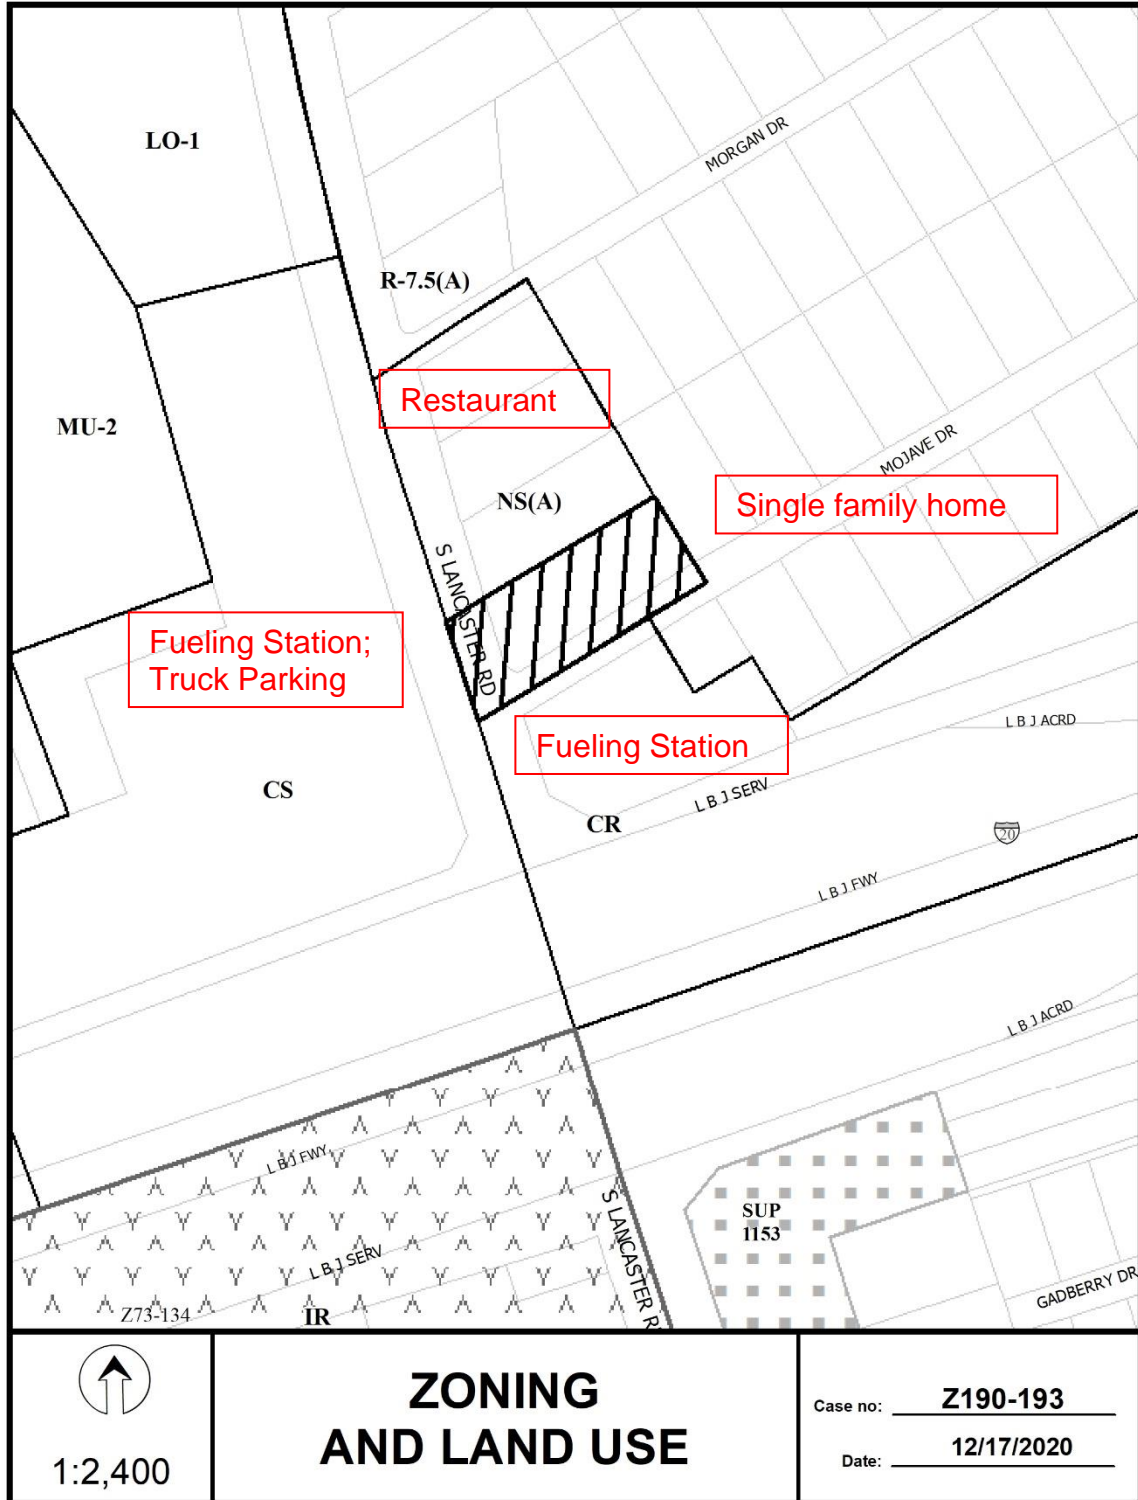 LO-1
MORGAN DR
R-7.5(A)
Restaurant
MU-2
MOJAVE DR
Single family home
NS(A)
S LANCASTER RD
Fueling Station;
Truck Parking
L B J ACRD
Fueling Station
CS
L B J SERV
CR
20
L B J FWY
L B J ACRD
L B J FWY
S LANCASTER R
SUP
1153
L B J SERV
GADBERRY DR
Z73-134
IR
1:2,400
ZONING
AND LAND USE
Case no: Z190-193
Date: 12/17/2020